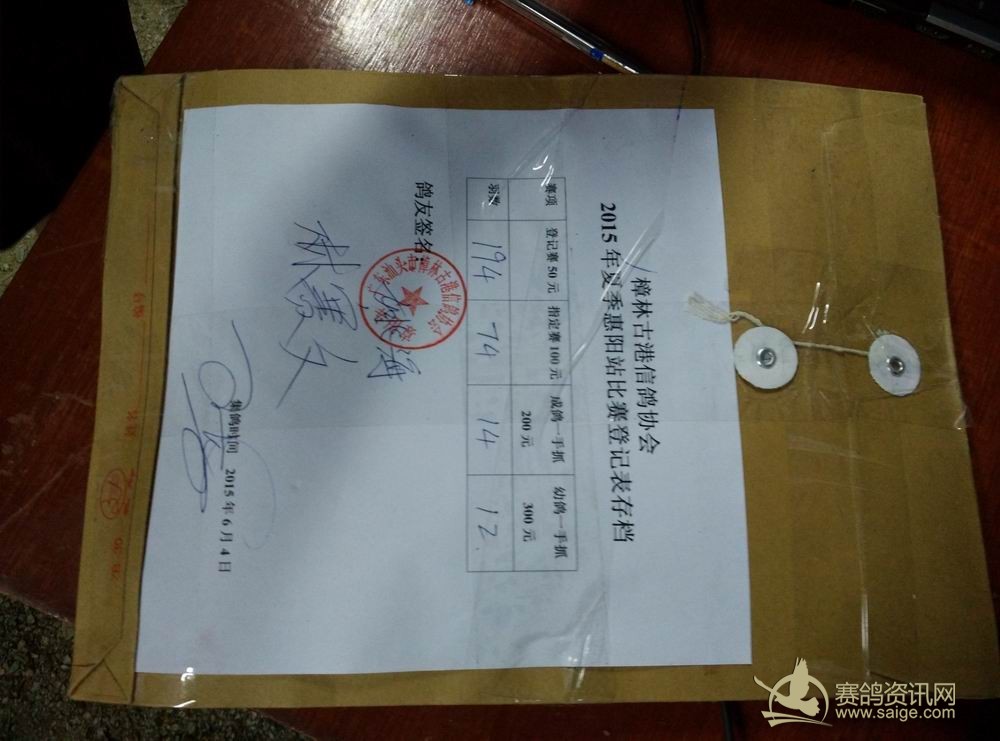 樟林古港信鸽协会
2015年夏季惠阳站比赛登记表存档
赛项 登记赛50元 指定赛100元 成鸽一手抓200元 幼鸽一手抓300元
羽数 194 74 14 12.
鸽友签名:
集鸽时间 2015年6月4日
赛鸽资讯网
www.saige.com